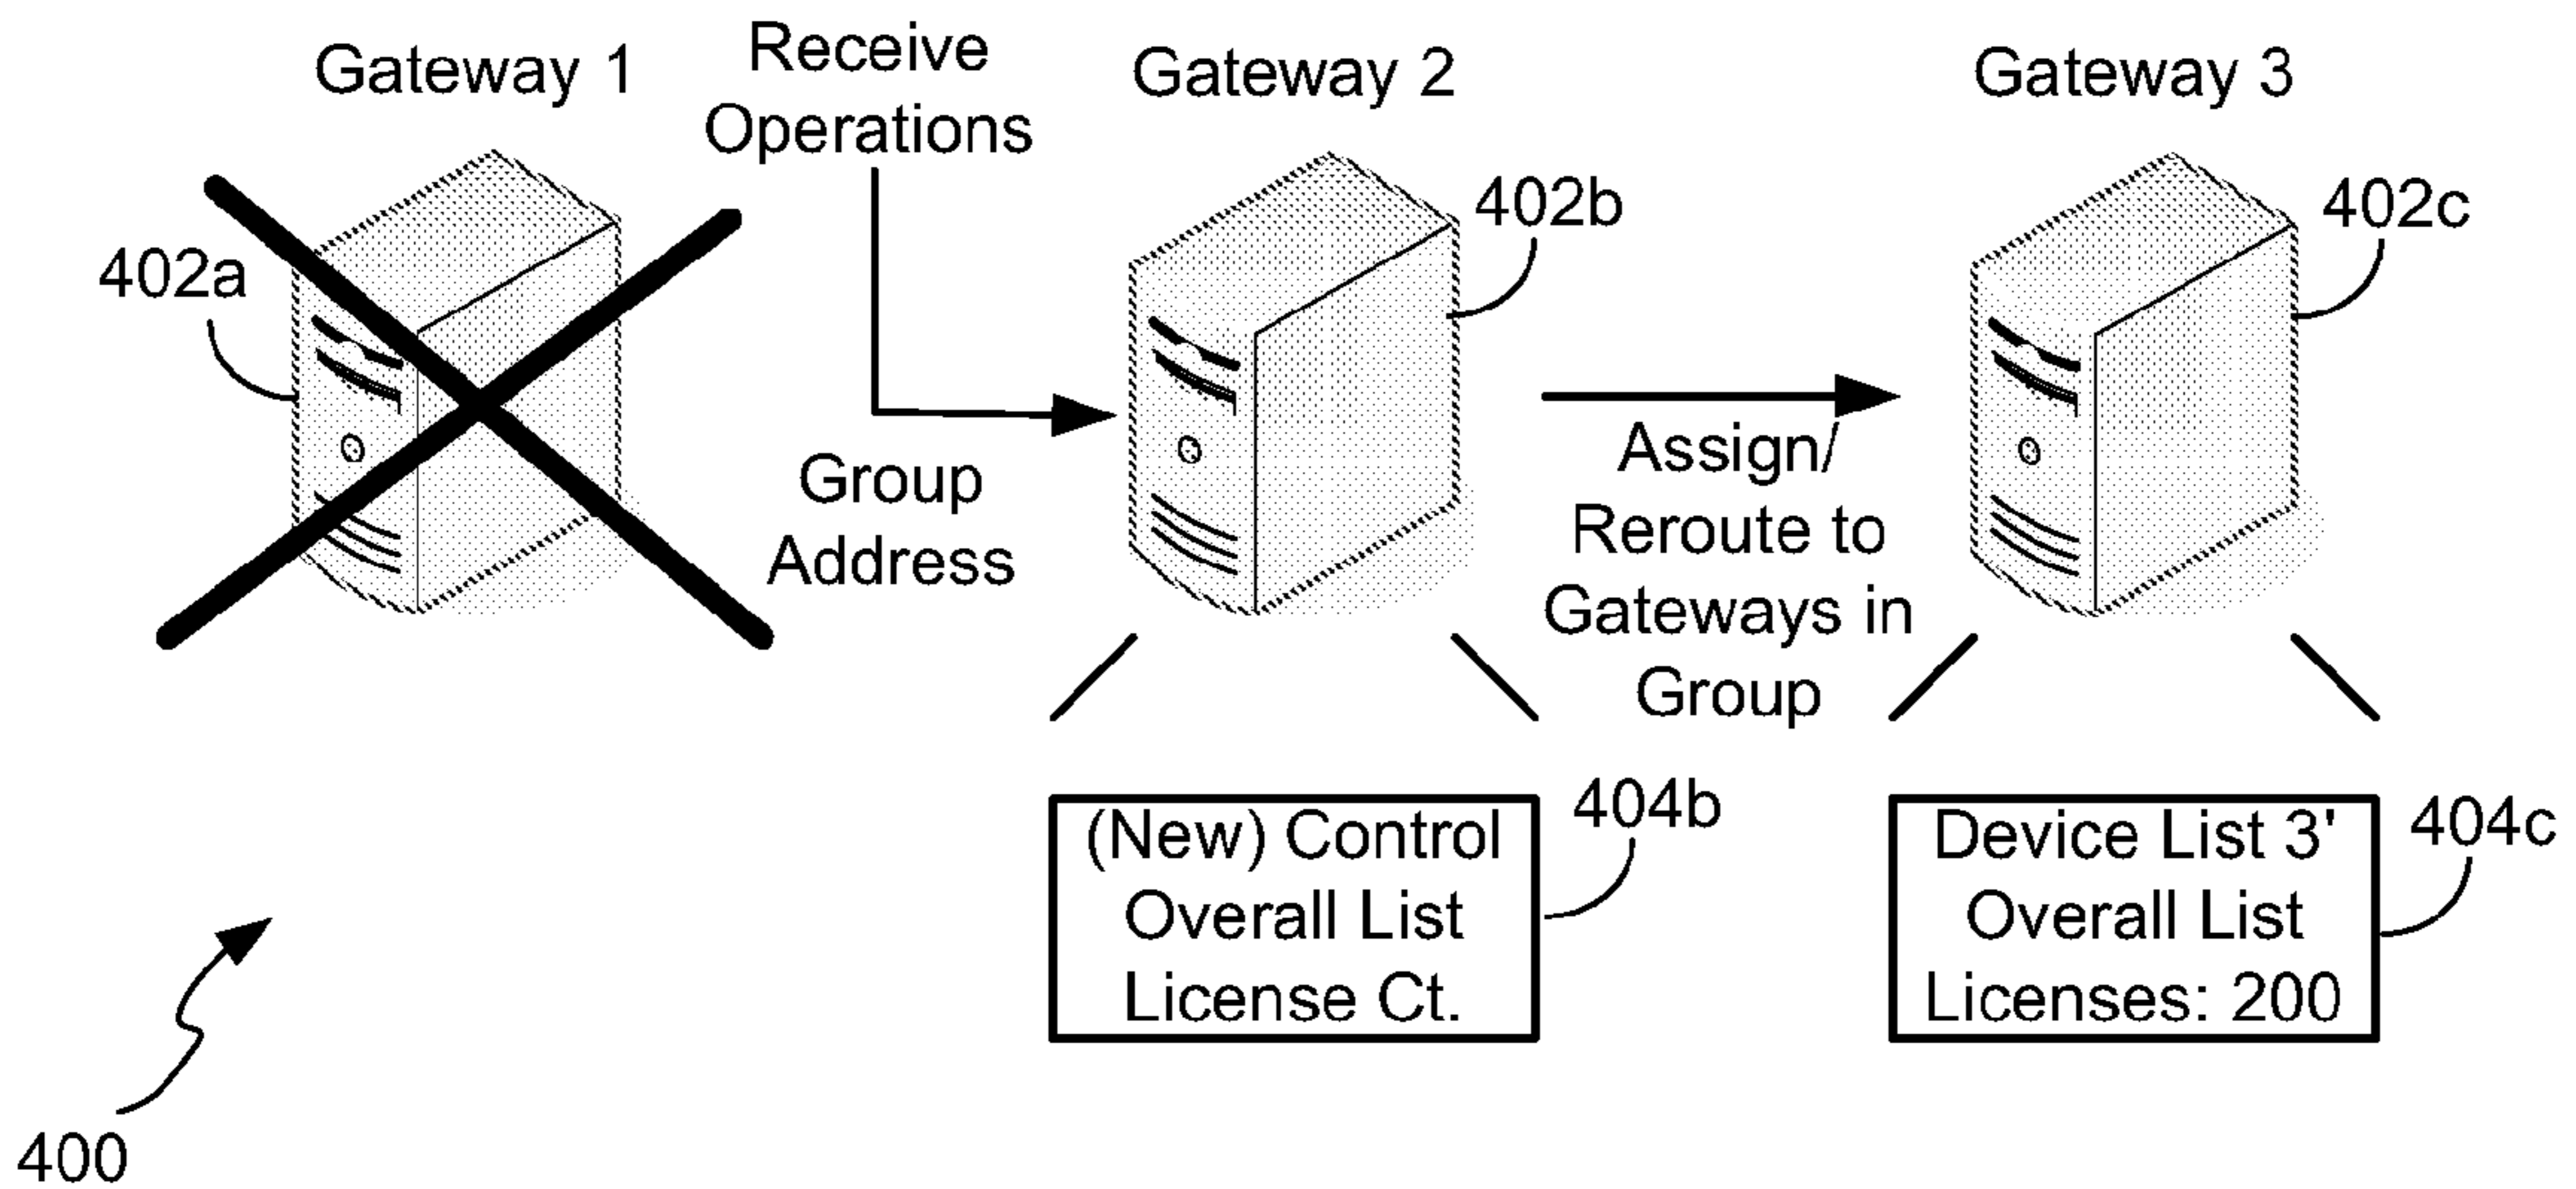 Gateway 1
Receive
Operations
Gateway 2
Gateway 3
402a
402b
402c
Group
Address
Assign/
Reroute to
Gateways in
Group
(New) Control
Overall List
License Ct.
404b
Device List 3'
Overall List
Licenses: 200
404c
400